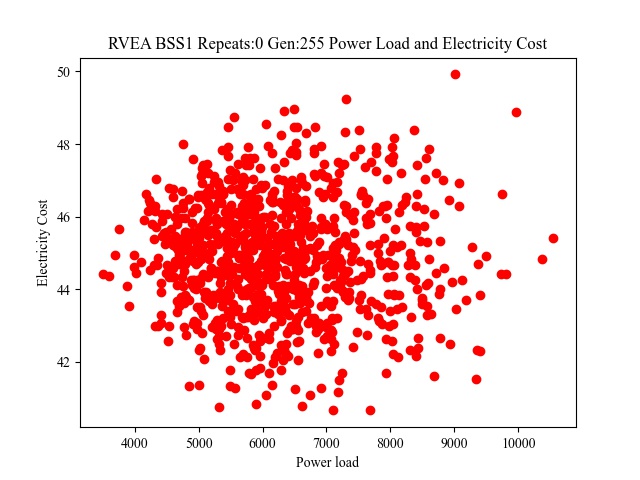 RVEA BSS1 Repeats:0 Gen:255 Power Load and Electricity Cost
50
48
46
44
42
Electricity Cost
4000 5000 6000 7000 8000 9000 10000
Power load